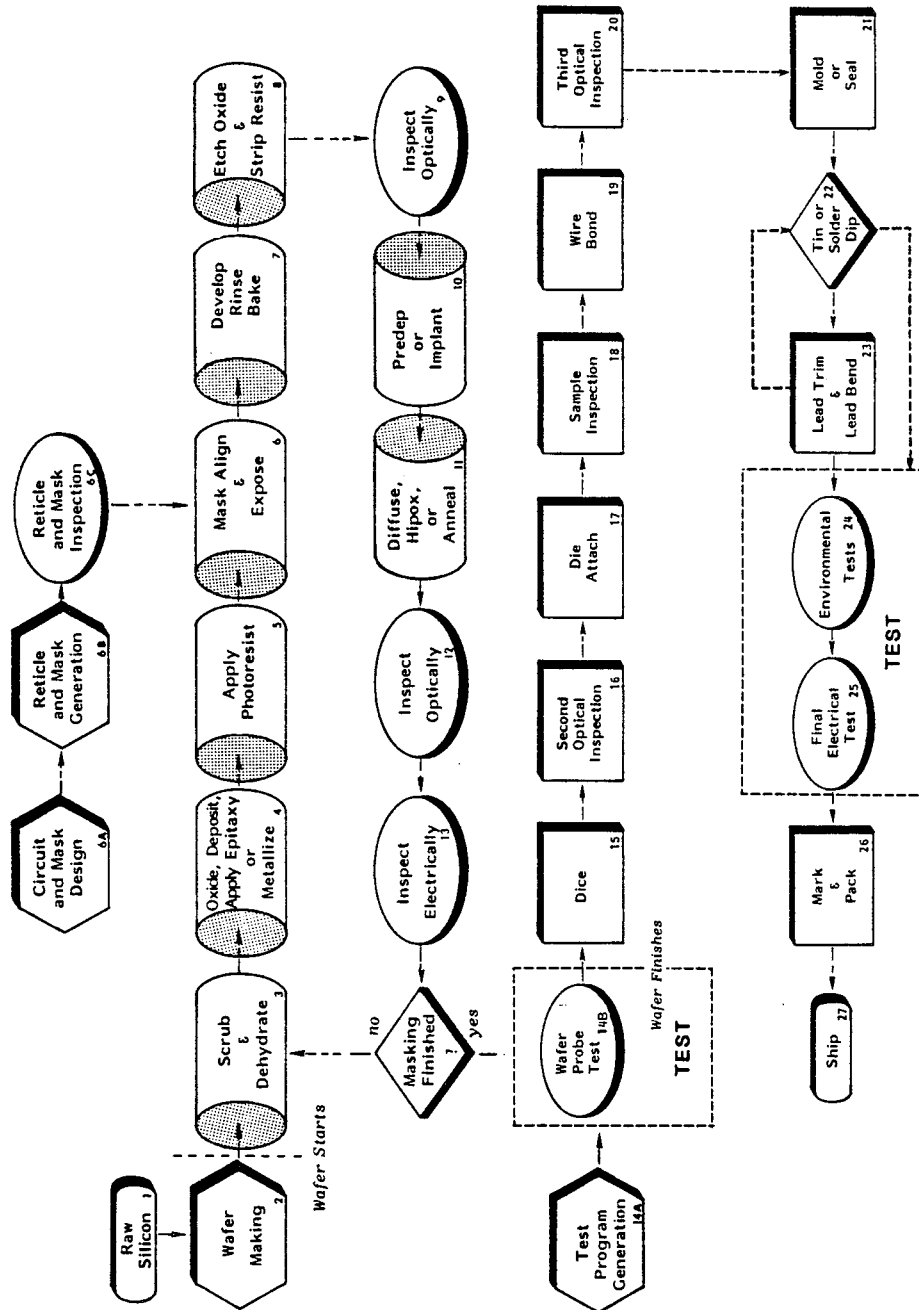 Circuit
and Mask
Design
6A
Reticle
and Mask
Generation
6B
Reticle
and Mask
Inspection
6C
Raw
Silicon
1
Wafer
Making
2
Wafer Starts
Scrub
&
Dehydrate
3
Oxide, Deposit,
Apply Epitaxy
or
Metallize
4
Apply
Photoresist
5
Mask Align
&
Expose
6
Develop
Rinse
Bake
7
Etch Oxide
&
Strip Resist
8
Inspect
Optically
9
Predep
or
Implant
10
Diffuse,
Hipox,
or
Anneal
11
Inspect
Optically
12
Inspect
Electrically
13
Masking
Finished
?
no
yes
Test
Program
Generation
14A
Wafer
Probe
Test
14B
TEST
Wafer Finishes
Dice
15
Second
Optical
Inspection
16
Die
Attach
17
Sample
Inspection
18
Wire
Bond
19
Third
Optical
Inspection
20
Mold
or
Seal
21
Tin or
Solder
Dip
22
Lead Trim
&
Lead Bend
23
Environmental
Tests
24
Final
Electrical
Test
25
TEST
Mark
&
Pack
26
Ship
27